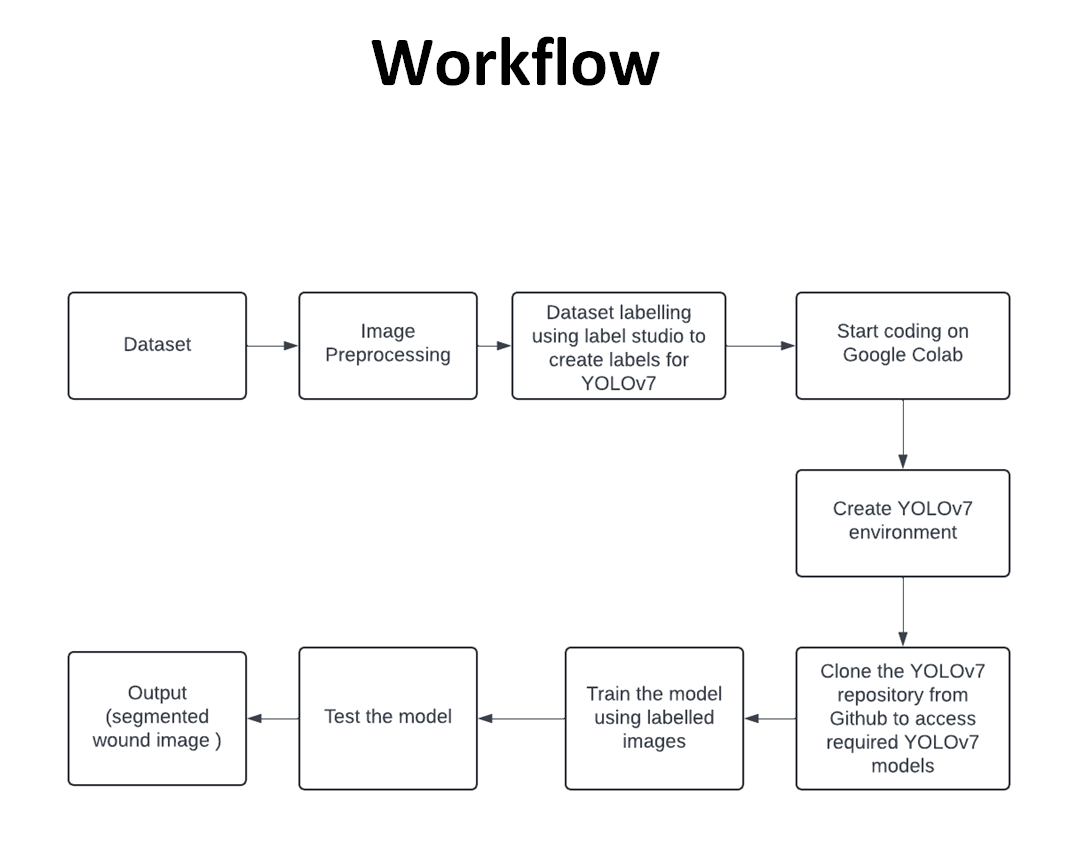 Workflow
Dataset
Image
Preprocessing
Dataset labelling
using label studio to
create labels for
YOLOv7
Start coding on
Google Colab
Create YOLOv7
environment
Clone the YOLOv7
repository from
Github to access
required YOLOv7
models
Train the model
using labelled
images
Test the model
Output
(segmented
wound image )